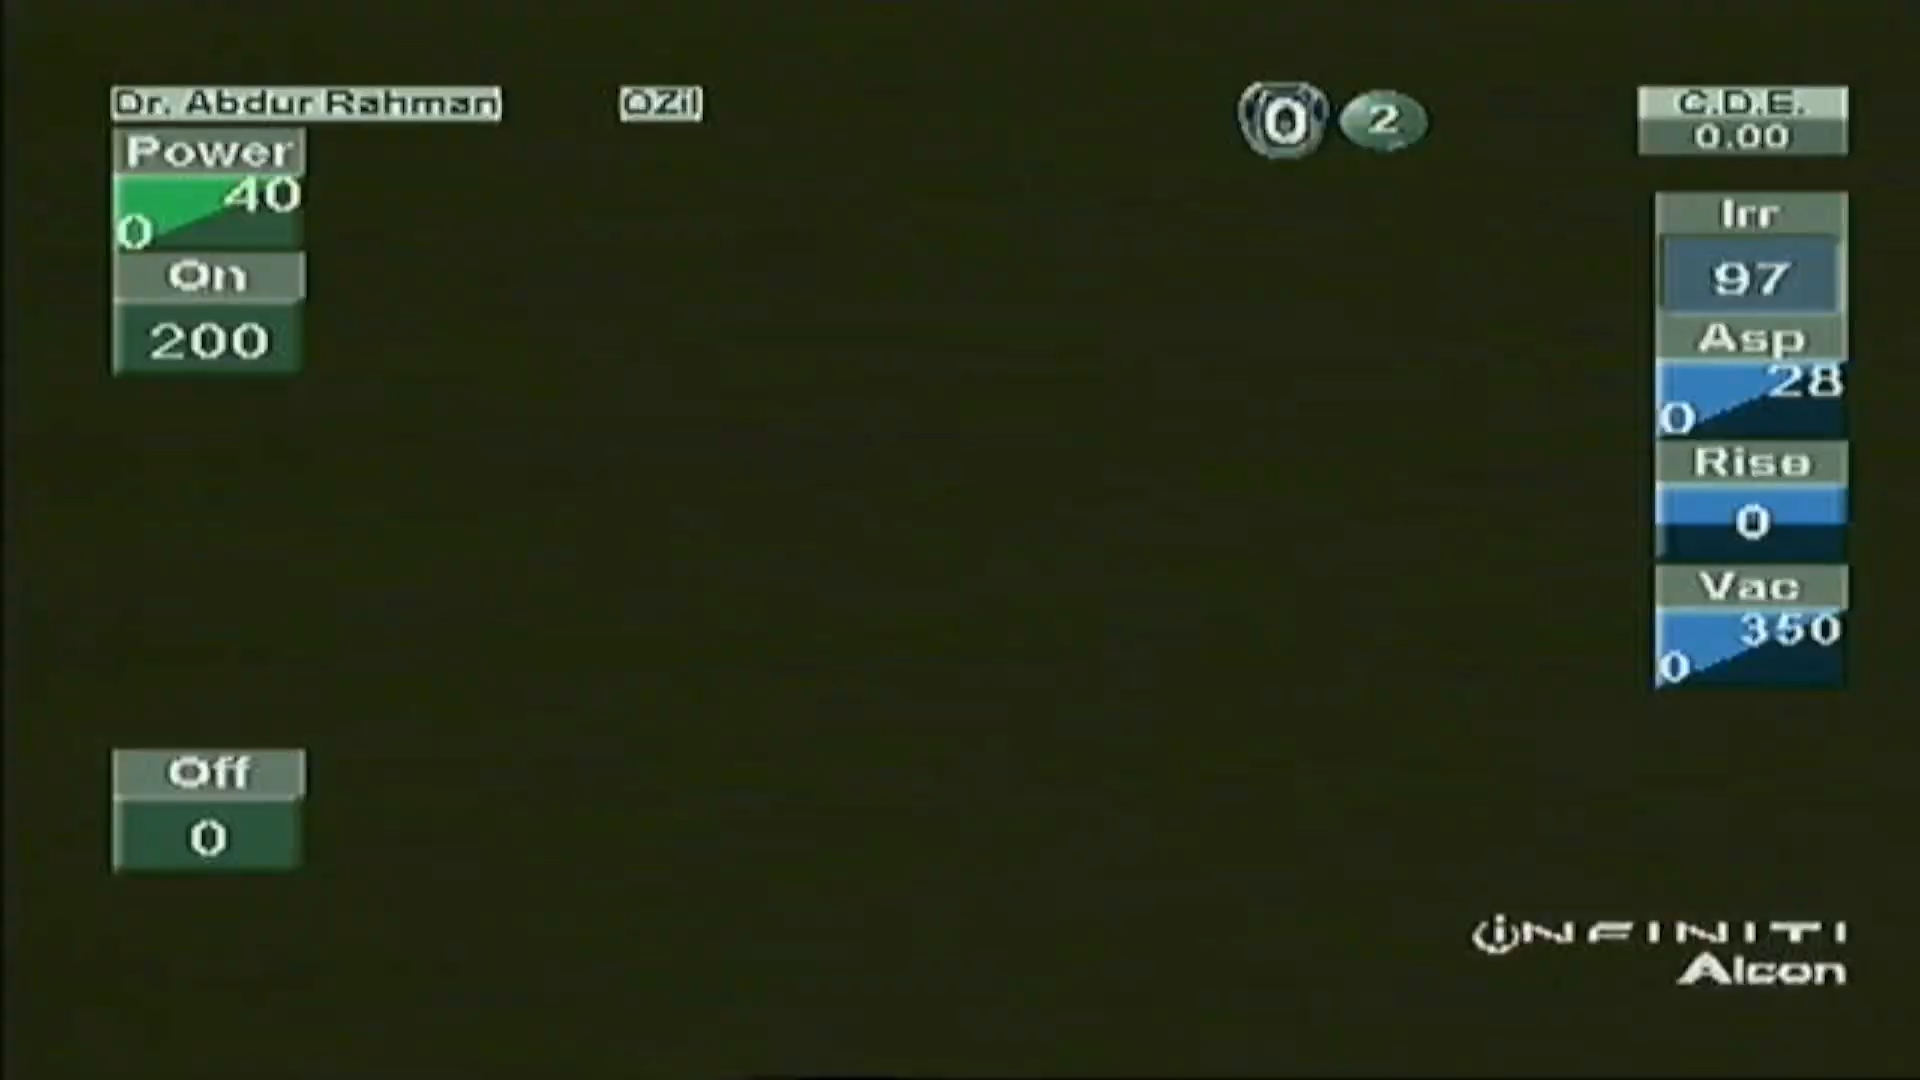 Dr. Abdur Rahman
OZil
0
2
C.D.E.
0.00
Power
0 40
On
200
Off
0
Irr
97
Asp
0 28
Rise
0
Vac
0 350
INFINITI
Alcon